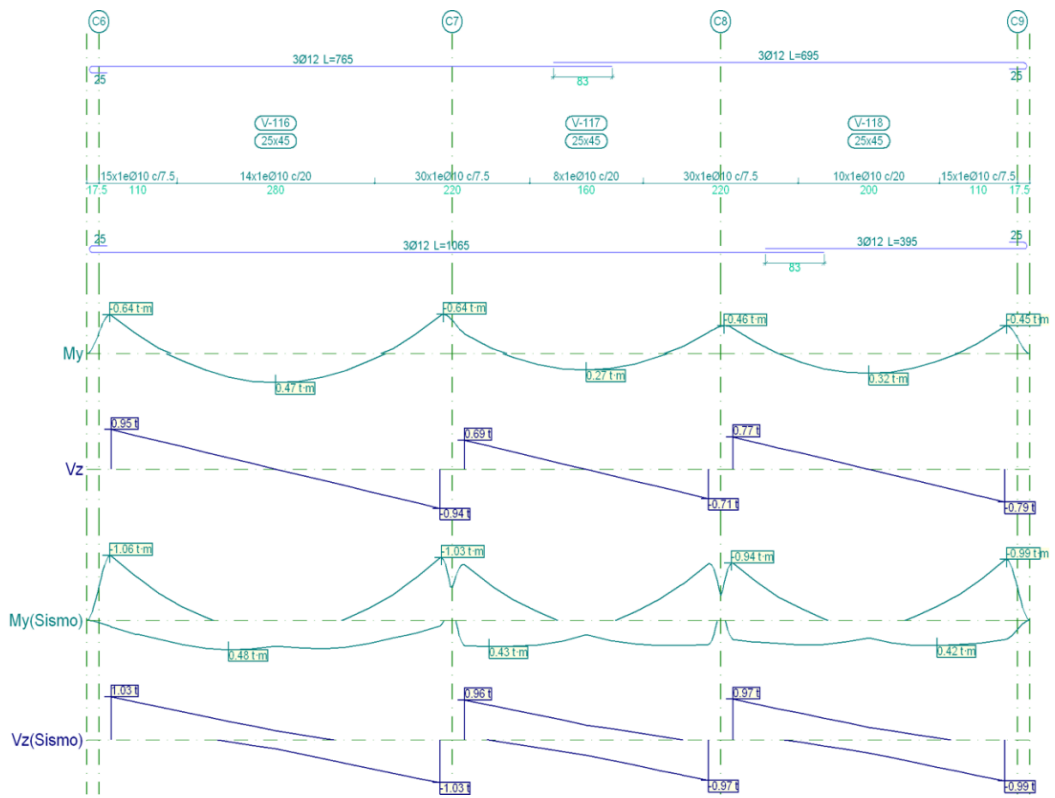 C6 C7 C8 C9
3Ø12 L=765 3Ø12 L=695
25 83 25
V-116 V-117 V-118
25x45 25x45 25x45
15x1eØ10 c/7.5 14x1eØ10 c/20 30x1eØ10 c/7.5 8x1eØ10 c/20 30x1eØ10 c/7.5 10x1eØ10 c/20 15x1eØ10 c/7.5
17.5 110 280 220 160 220 200 110 17.5
25 3Ø12 L=1065 3Ø12 L=395 25
83
-0.64 t·m -0.64 t·m -0.46 t·m -0.45 t·m
My
0.47 t·m 0.27 t·m 0.32 t·m
0.95 t 0.69 t 0.77 t
Vz
-0.94 t -0.71 t -0.79 t
-1.06 t·m -1.03 t·m -0.94 t·m -0.99 t·m
My(Sismo)
0.48 t·m 0.43 t·m 0.42 t·m
1.03 t 0.96 t 0.97 t
Vz(Sismo)
-1.03 t -0.97 t -0.99 t